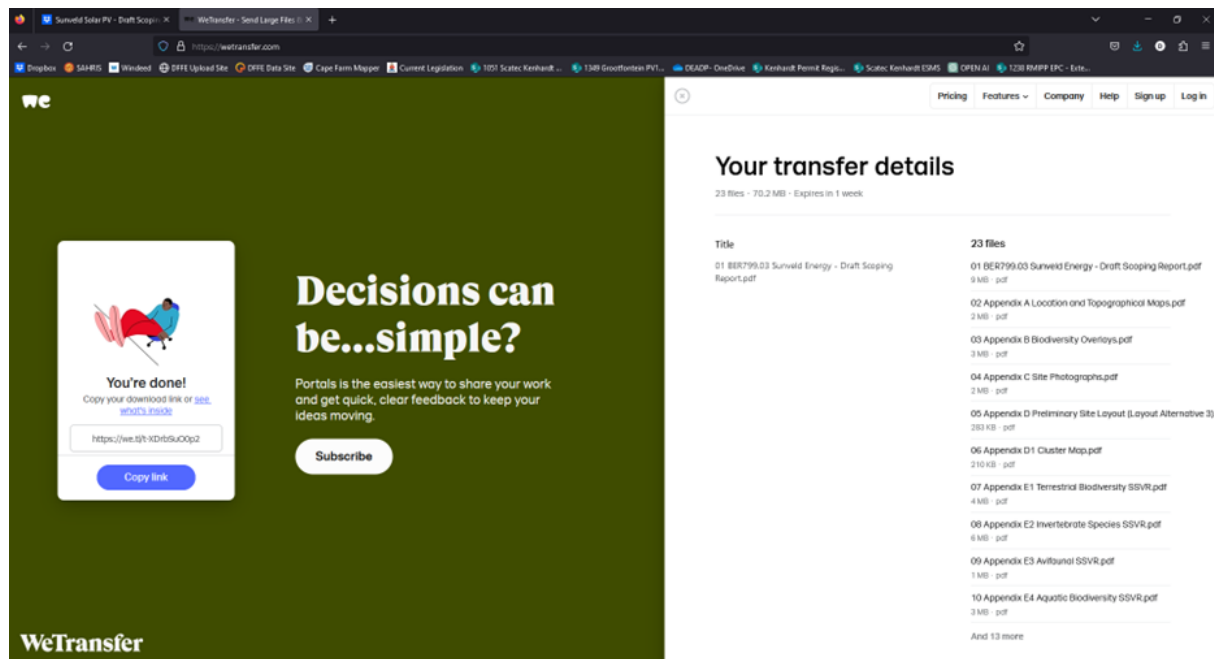 Sunveld Solar PV - Draft Scopin
WeTransfer - Send Large Files &
https://wetransfer.com
Dropbox
SAHRIS
Windeed
DFFE Upload Site
DFFE Data Site
Cape Farm Mapper
Current Legislation
1051 Scatec Kenhardt ...
1349 Grootfontein PV1...
DEADP- OneDrive
Kenhardt Permit Regis...
Scatec Kenhardt ESMS
OPEN AI
1238 RMIPP EPC - Exte...
we
Pricing
Features
Company
Help
Sign up
Log in
Your transfer details
23 files - 70.2 MB - Expires in 1 week
Title
01 BER799.03 Sunveld Energy - Draft Scoping
Report.pdf
23 files
01 BER799.03 Sunveld Energy - Draft Scoping Report.pdf
9 MB - pdf
02 Appendix A Location and Topographical Maps.pdf
2 MB - pdf
03 Appendix B Biodiversity Overlays.pdf
3 MB - pdf
04 Appendix C Site Photographs.pdf
2 MB - pdf
05 Appendix D Preliminary Site Layout (Layout Alternative 3)
283 KB - pdf
06 Appendix D1 Cluster Map.pdf
210 KB - pdf
07 Appendix E1 Terrestrial Biodiversity SSVR.pdf
4 MB - pdf
08 Appendix E2 Invertebrate Species SSVR.pdf
6 MB - pdf
09 Appendix E3 Avifaunal SSVR.pdf
1 MB - pdf
10 Appendix E4 Aquatic Biodiversity SSVR.pdf
3 MB - pdf
And 13 more
You're done!
Copy your download link or see
what's inside
https://we.tl/t-XDrbSuO0p2
Copy link
Decisions can
be...simple?
Portals is the easiest way to share your work
and get quick, clear feedback to keep your
ideas moving.
Subscribe
WeTransfer